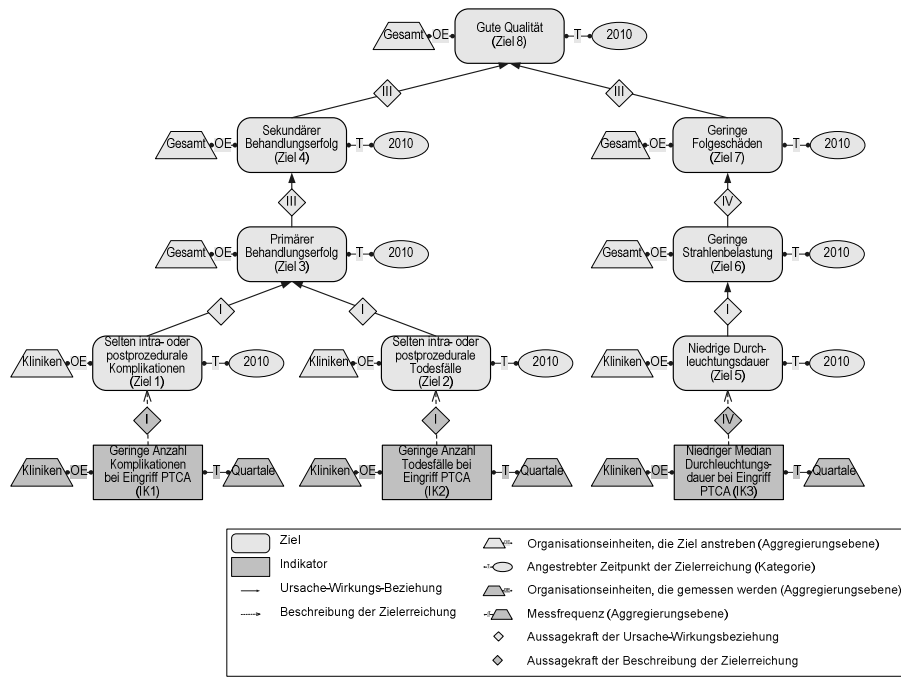 Gesamt OE Gute Qualität (Ziel 8) T 2010
III III
Gesamt OE Sekundärer Behandlungserfolg (Ziel 4) T 2010
Gesamt OE Geringe Folgeschäden (Ziel 7) T 2010
III IV
Gesamt OE Primärer Behandlungserfolg (Ziel 3) T 2010
Gesamt OE Geringe Strahlenbelastung (Ziel 6) T 2010
I I I
Kliniken OE Selten intra- oder postprozedurale Komplikationen (Ziel 1) T 2010
Kliniken OE Selten intra- oder postprozedurale Todesfälle (Ziel 2) T 2010
Kliniken OE Niedrige Durch-
leuchtungsdauer (Ziel 5) T 2010
I I IV
Kliniken OE Geringe Anzahl Komplikationen bei Eingriff PTCA (IK1) T Quartale
Kliniken OE Geringe Anzahl Todesfälle bei Eingriff PTCA (IK2) T Quartale
Kliniken OE Niedriger Median Durchleuchtungs-
dauer bei Eingriff PTCA (IK3) T Quartale
Ziel
Indikator
Ursache-Wirkungs-Beziehung
Beschreibung der Zielerreichung
Organisationseinheiten, die Ziel anstreben (Aggregierungsebene)
Angestrebter Zeitpunkt der Zielerreichung (Kategorie)
Organisationseinheiten, die gemessen werden (Aggregierungsebene)
Messfrequenz (Aggregierungsebene)
Aussagekraft der Ursache-Wirkungsbeziehung
Aussagekraft der Beschreibung der Zielerreichung